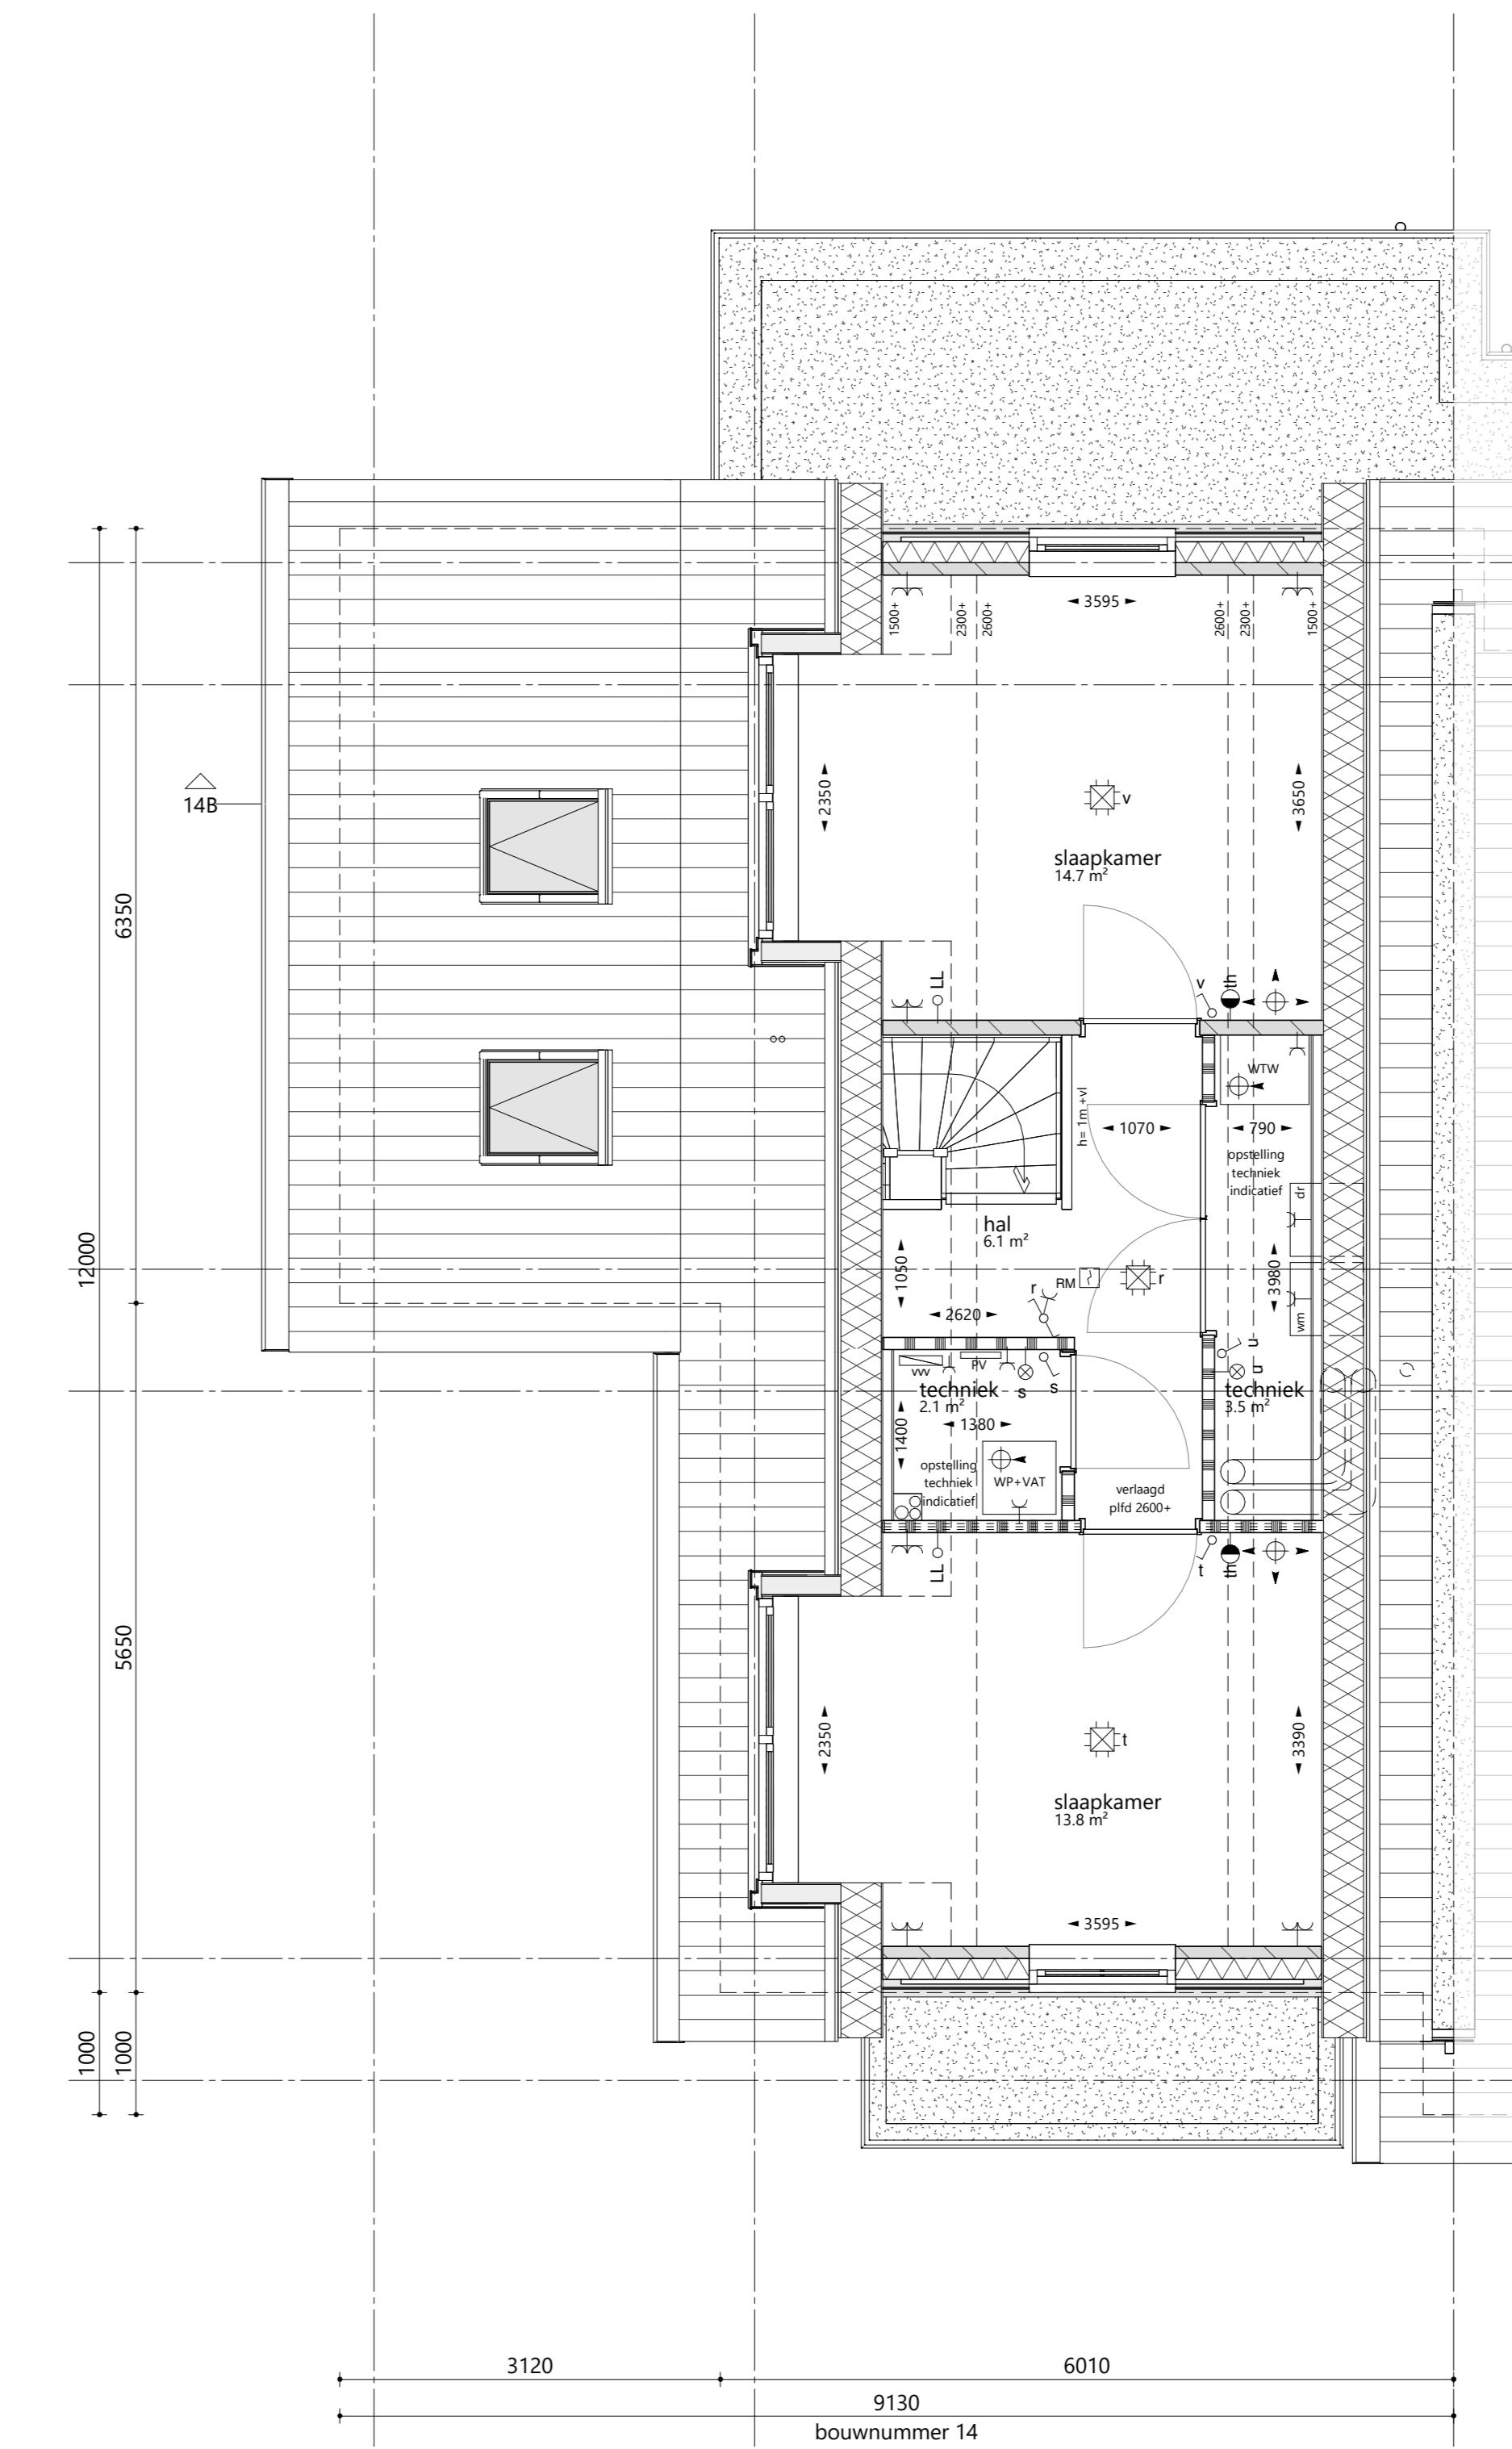 3595
1500+
2300+
2600+
2600+
2300+
1500+
14B
2350
v
3650
slaapkamer
14.7 m²
6350
LL
v
th
WTW
h= 1m +vl
1070
790
opstelling
techniek
indicatief
dr
hal
6.1 m²
12000
1050
RM
r
r
3980
2620
wm
vvv
PV
s
s
u
u
techniek
2.1 m²
techniek
3.5 m²
1380
1400
opstelling
techniek
indicatief
WP+VAT
verlaagd
plfd 2600+
LL
t
th
5650
2350
t
3390
slaapkamer
13.8 m²
3595
1000
1000
3120
6010
9130
bouwnummer 14